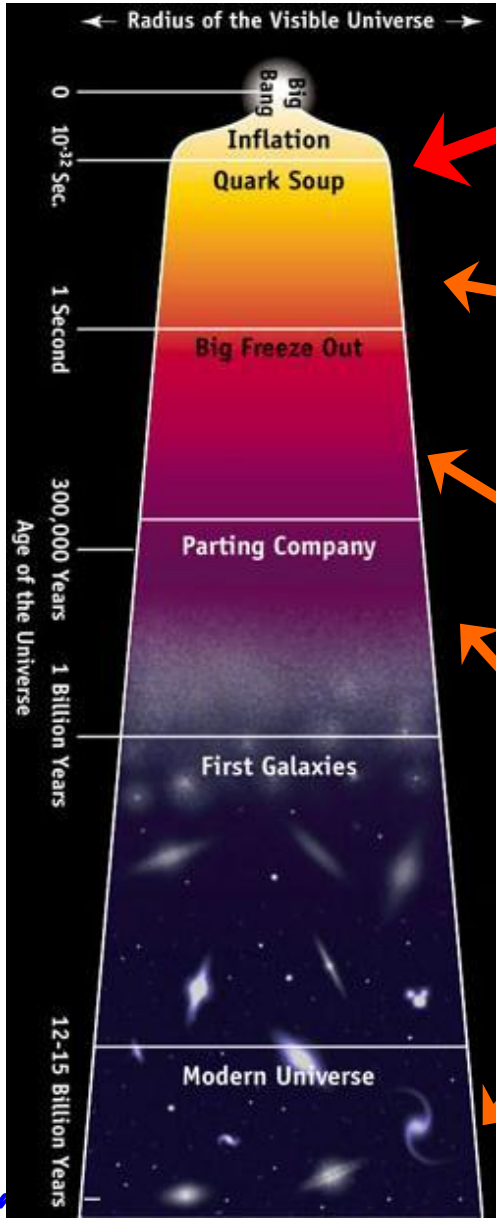 Radius of the Visible Universe
Big
Bang
0
Inflation
10⁻³² Sec.
Quark Soup
1 Second
Big Freeze Out
300,000 Years
Parting Company
Age of the Universe
1 Billion Years
First Galaxies
12-15 Billion Years
Modern Universe